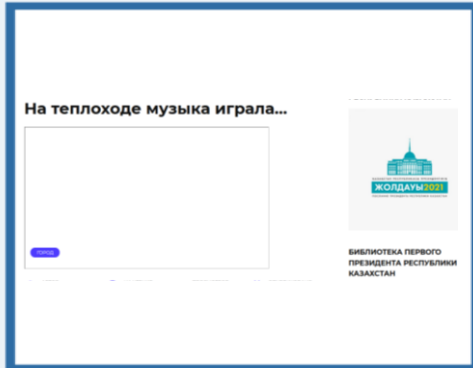 На теплоходе музыка играла...
ГОРОД
ЖОЛДАУЫ2021
БИБЛИОТЕКА ПЕРВОГО
ПРЕЗИДЕНТА РЕСПУБЛИКИ
КАЗАХСТАН